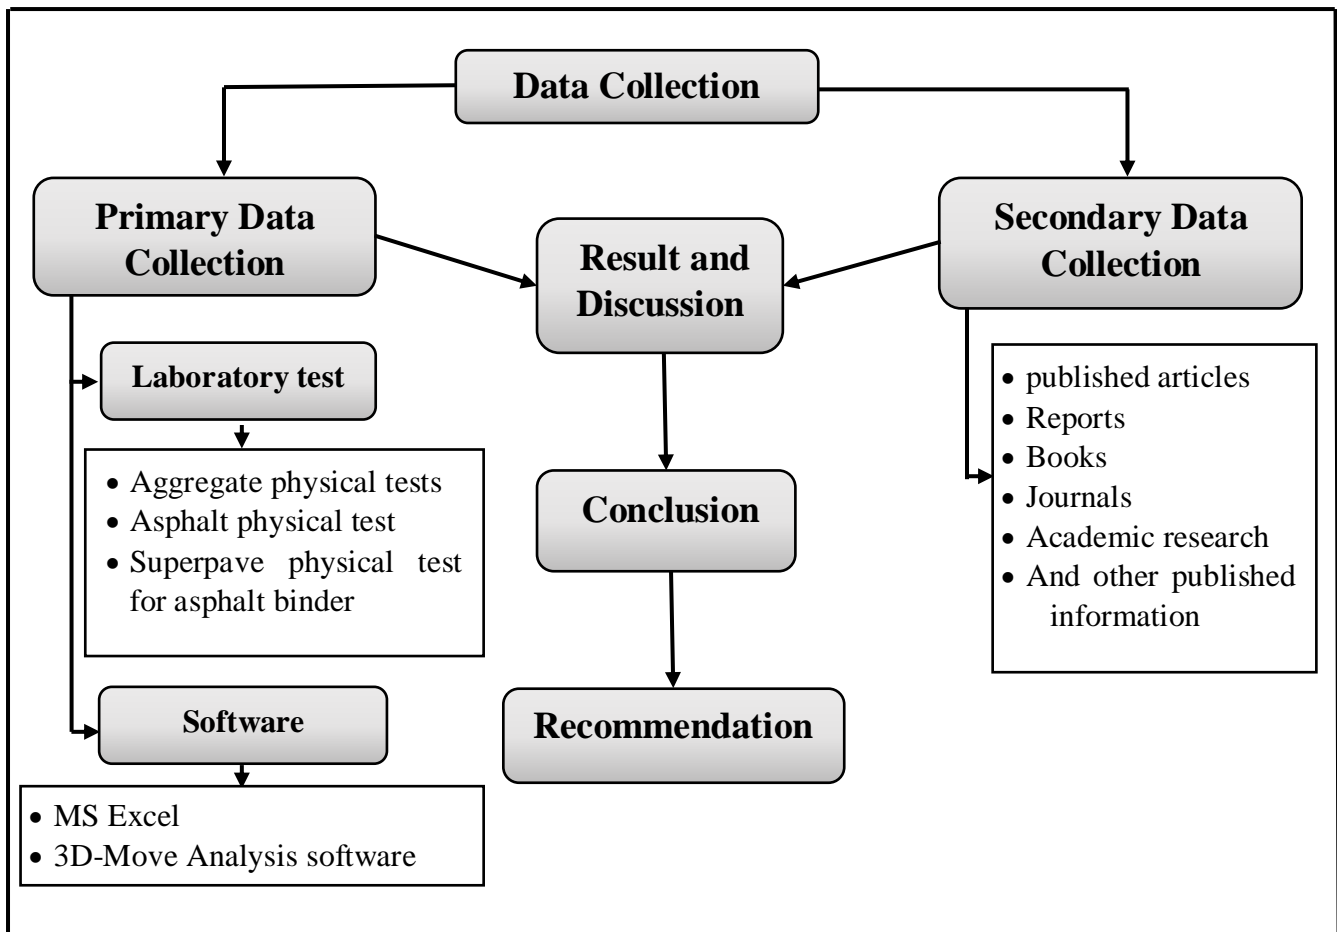 Data Collection
Primary Data
Collection
Result and
Discussion
Secondary Data
Collection
Laboratory test
• Aggregate physical tests
• Asphalt physical test
• Superpave physical test
for asphalt binder
Software
• MS Excel
• 3D-Move Analysis software
Conclusion
Recommendation
• published articles
• Reports
• Books
• Journals
• Academic research
• And other published
information